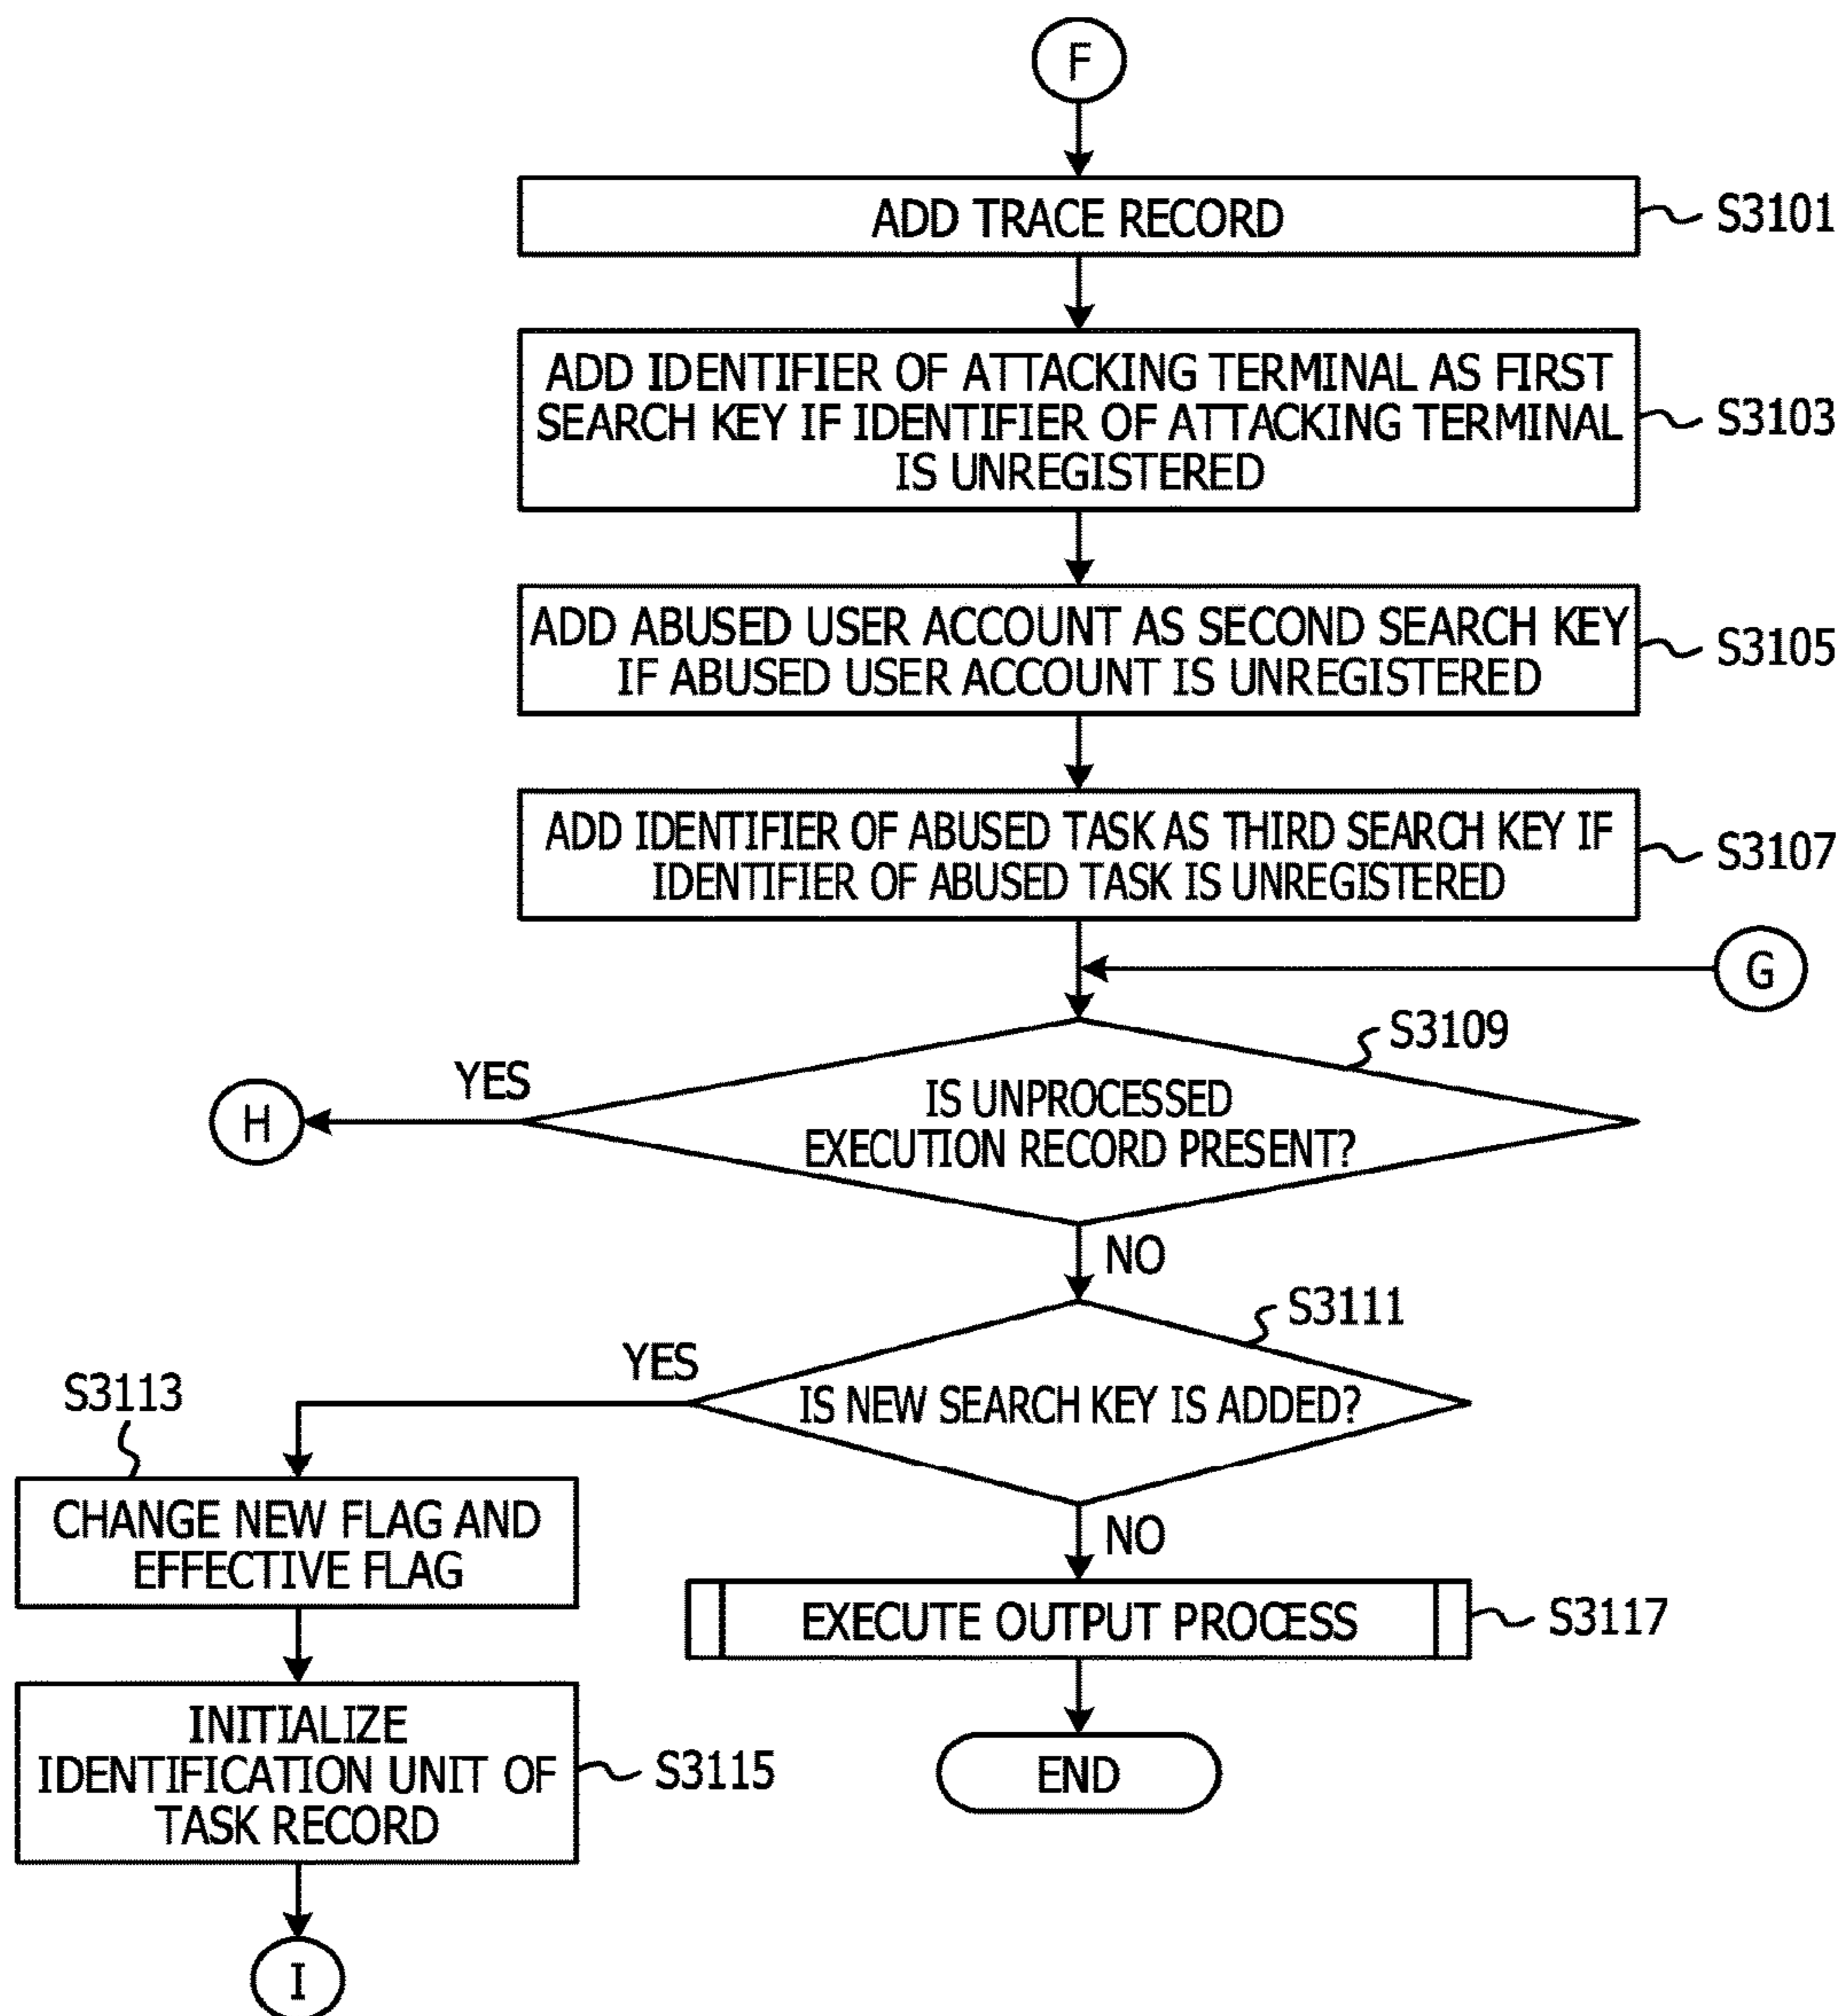 F
ADD TRACE RECORD
S3101
ADD IDENTIFIER OF ATTACKING TERMINAL AS FIRST
SEARCH KEY IF IDENTIFIER OF ATTACKING TERMINAL
IS UNREGISTERED
S3103
ADD ABUSED USER ACCOUNT AS SECOND SEARCH KEY
IF ABUSED USER ACCOUNT IS UNREGISTERED
S3105
ADD IDENTIFIER OF ABUSED TASK AS THIRD SEARCH KEY IF
IDENTIFIER OF ABUSED TASK IS UNREGISTERED
S3107
G
S3109
YES
H
IS UNPROCESSED
EXECUTION RECORD PRESENT?
NO
S3111
YES
IS NEW SEARCH KEY IS ADDED?
S3113
CHANGE NEW FLAG AND
EFFECTIVE FLAG
NO
EXECUTE OUTPUT PROCESS
S3117
INITIALIZE
IDENTIFICATION UNIT OF
TASK RECORD
S3115
END
I